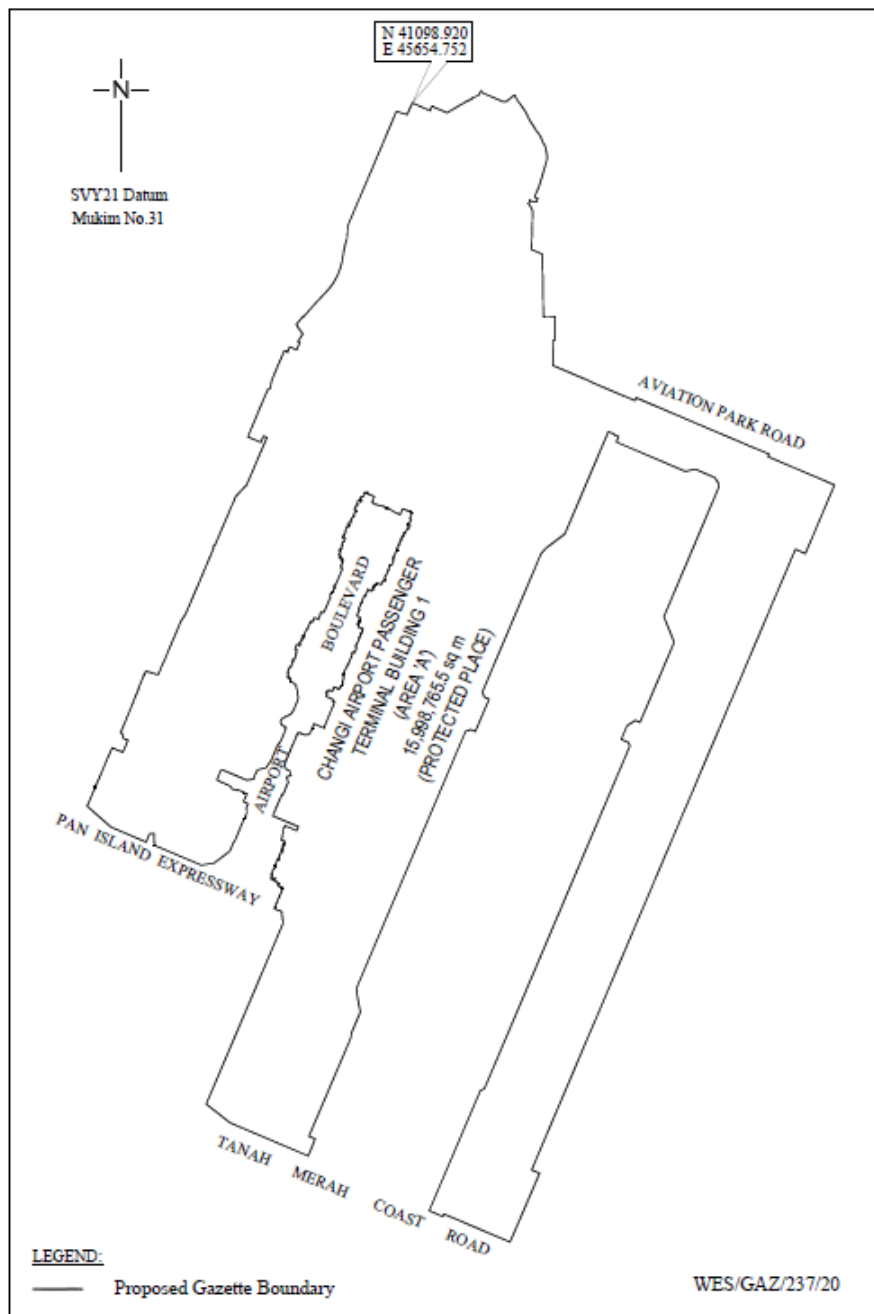 N 41098.920
E 45654.752
N
SVY21 Datum
Mukim No.31
AVIATION PARK ROAD
BOULEVARD
CHANGI AIRPORT PASSENGER
TERMINAL BUILDING 1
(AREA 'A')
15,998,765.5 sq m
(PROTECTED PLACE)
AIRPORT
PAN ISLAND EXPRESSWAY
TANAH MERAH COAST ROAD
LEGEND:
Proposed Gazette Boundary
WES/GAZ/237/20